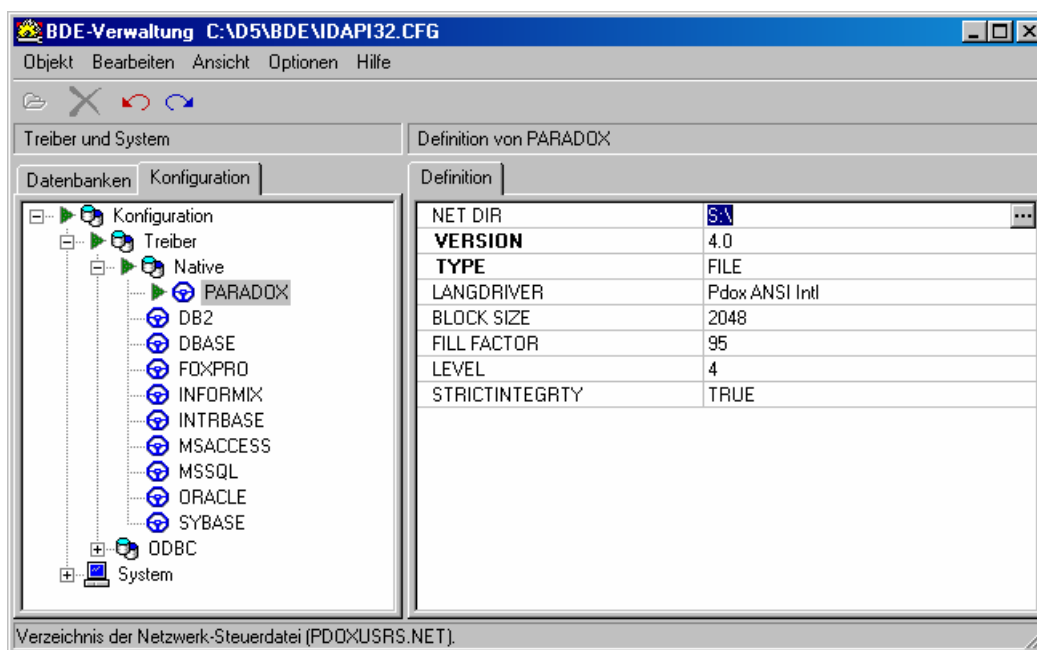 BDE-Verwaltung C:\D5\BDE\IDAPI32.CFG
Objekt Bearbeiten Ansicht Optionen Hilfe
Treiber und System
Definition von PARADOX
Datenbanken Konfiguration
Definition
Konfiguration
Treiber
Native
PARADOX
DB2
DBASE
FOXPRO
INFORMIX
INTRBASE
MSACCESS
MSSQL
ORACLE
SYBASE
ODBC
System
NET DIR S:\
VERSION 4.0
TYPE FILE
LANGDRIVER Pdox ANSI Intl
BLOCK SIZE 2048
FILL FACTOR 95
LEVEL 4
STRICTINTEGRTY TRUE
Verzeichnis der Netzwerk-Steuerdatei (PDOXUSRS.NET).